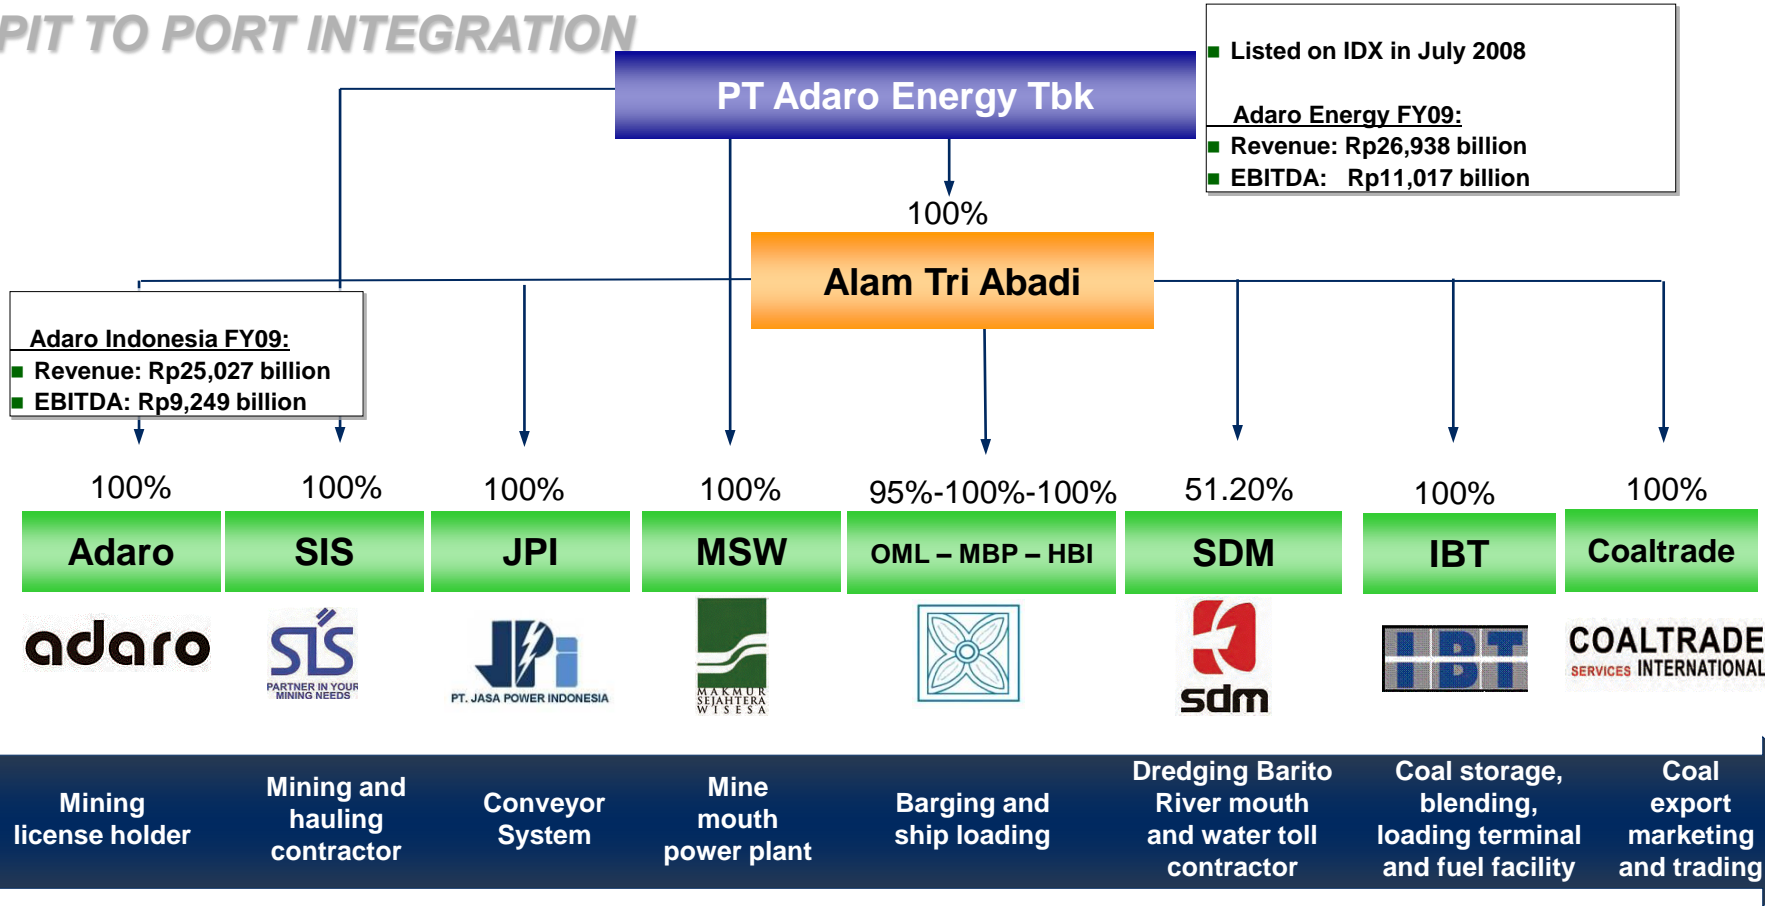 PIT TO PORT INTEGRATION
PT Adaro Energy Tbk
Listed on IDX in July 2008
Adaro Energy FY09:
Revenue: Rp26,938 billion
EBITDA: Rp11,017 billion
100%
Alam Tri Abadi
Adaro Indonesia FY09:
Revenue: Rp25,027 billion
EBITDA: Rp9,249 billion
100%
100%
100%
100%
95%-100%-100%
51.20%
100%
100%
Adaro
SIS
JPI
MSW
OML – MBP – HBI
SDM
IBT
Coaltrade
adaro
SIS
PARTNER IN YOUR
MINING NEEDS
JPi
PT. JASA POWER INDONESIA
MAKMUR
SEJAHTERA
WISESA
sdm
IBT
COALTRADE
SERVICES INTERNATIONAL
Mining
license holder
Mining and
hauling
contractor
Conveyor
System
Mine
mouth
power plant
Barging and
ship loading
Dredging Barito
River mouth
and water toll
contractor
Coal storage,
blending,
loading terminal
and fuel facility
Coal
export
marketing
and trading